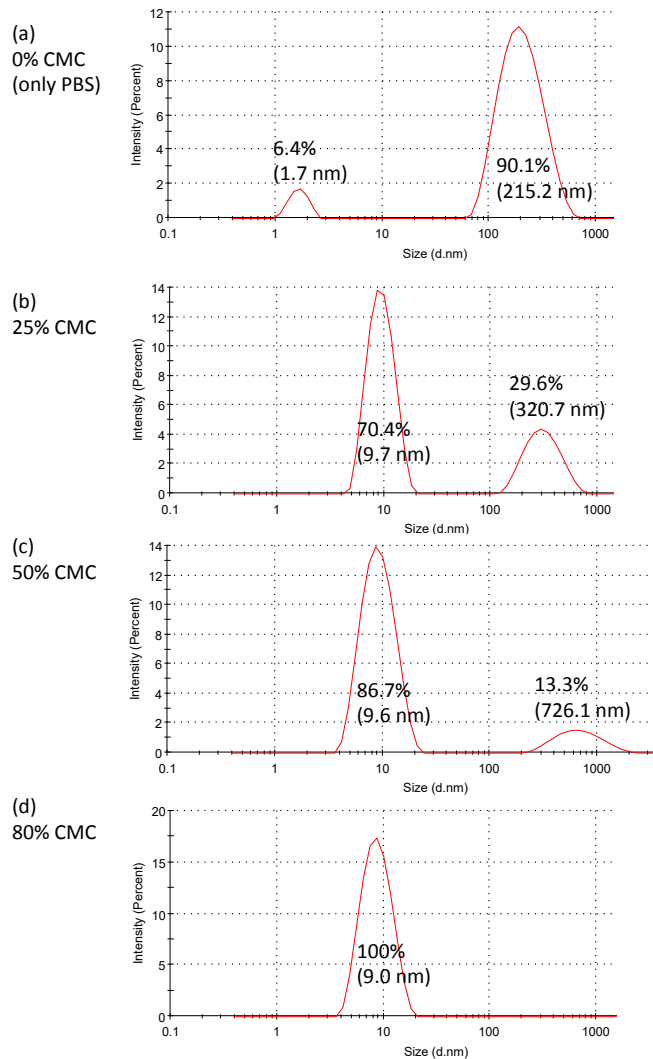 (a)
0% CMC
(only PBS)
Intensity (Percent)
12
10
8
6
4
2
0
6.4%
(1.7 nm)
90.1%
(215.2 nm)
0.1 1 10 100 1000
Size (d.nm)
(b)
25% CMC
Intensity (Percent)
14
12
10
8
6
4
2
0
70.4%
(9.7 nm)
29.6%
(320.7 nm)
0.1 1 10 100 1000
Size (d.nm)
(c)
50% CMC
Intensity (Percent)
14
12
10
8
6
4
2
0
86.7%
(9.6 nm)
13.3%
(726.1 nm)
0.1 1 10 100 1000
Size (d.nm)
(d)
80% CMC
Intensity (Percent)
20
15
10
5
0
100%
(9.0 nm)
0.1 1 10 100 1000
Size (d.nm)